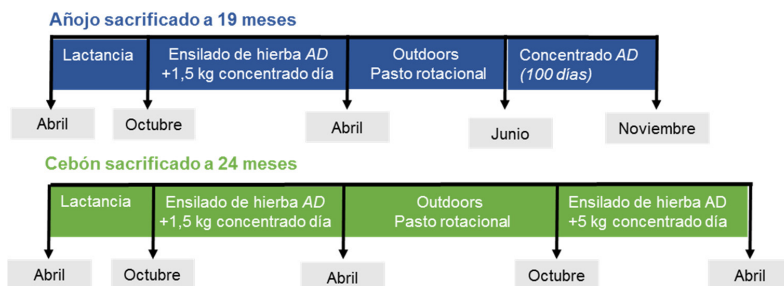 Añojo sacrificado a 19 meses
Lactancia
Ensilado de hierba AD
+1,5 kg concentrado día
Outdoors
Pasto rotacional
Concentrado AD
(100 días)
Abril
Octubre
Abril
Junio
Noviembre
Cebón sacrificado a 24 meses
Lactancia
Ensilado de hierba AD
+1,5 kg concentrado día
Outdoors
Pasto rotacional
Ensilado de hierba AD
+5 kg concentrado día
Abril
Octubre
Abril
Octubre
Abril